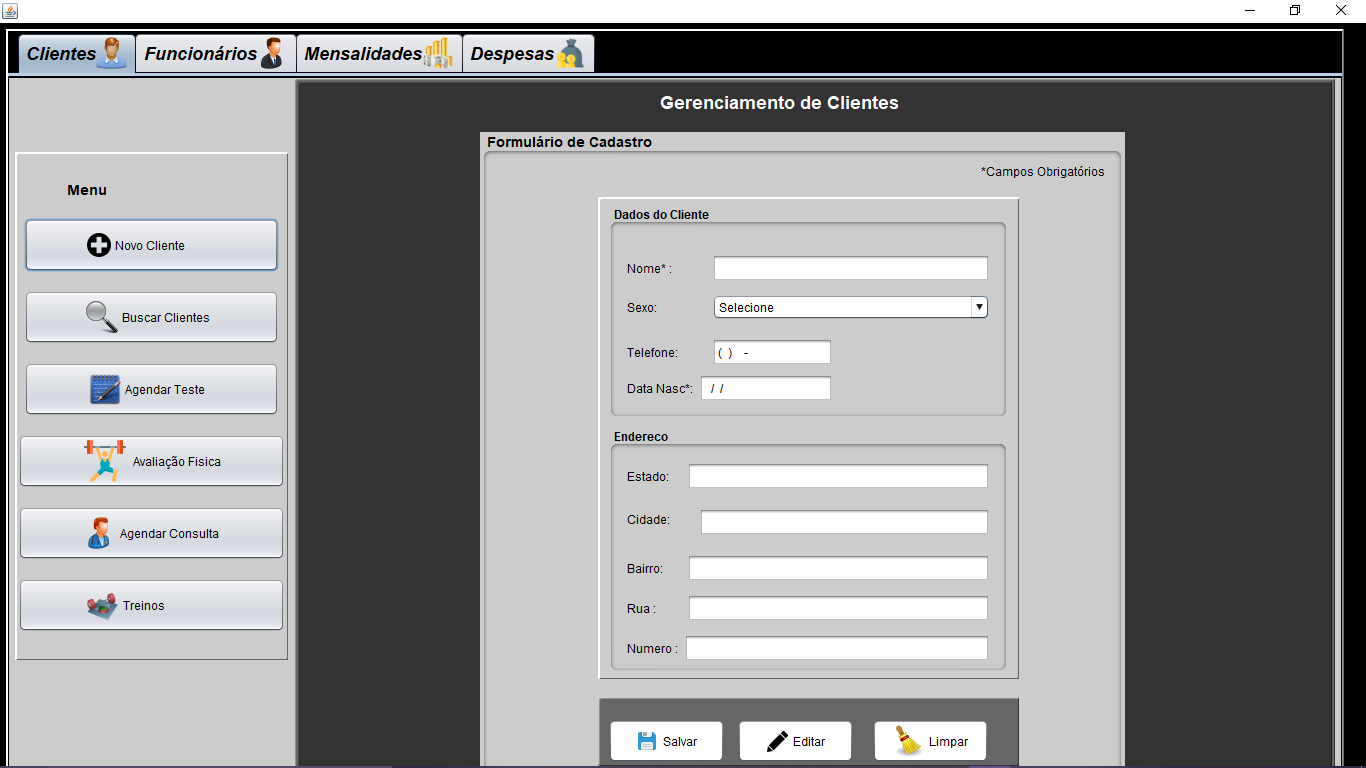 Clientes Funcionários Mensalidades Despesas
Gerenciamento de Clientes
Formulário de Cadastro
*Campos Obrigatórios
Menu
Novo Cliente
Buscar Clientes
Agendar Teste
Avaliação Fisica
Agendar Consulta
Treinos
Dados do Cliente
Nome* :
Sexo: Selecione
Telefone: ( ) -
Data Nasc*: / /
Endereco
Estado:
Cidade:
Bairro:
Rua :
Numero :
Salvar Editar Limpar